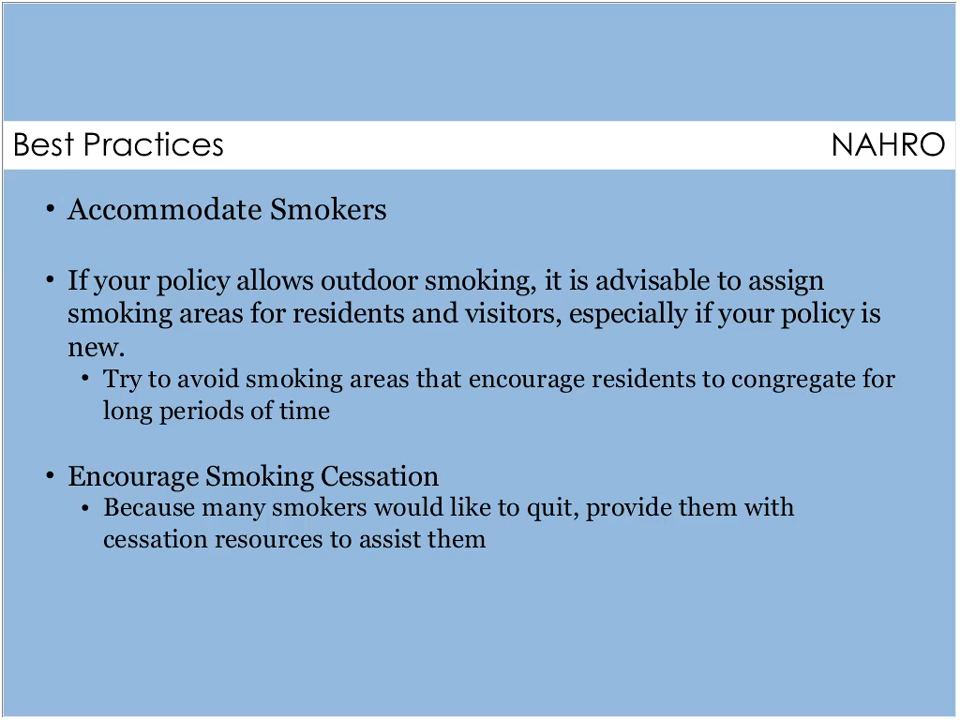 Best Practices NAHRO
• Accommodate Smokers
• If your policy allows outdoor smoking, it is advisable to assign
smoking areas for residents and visitors, especially if your policy is
new.
• Try to avoid smoking areas that encourage residents to congregate for
long periods of time
• Encourage Smoking Cessation
• Because many smokers would like to quit, provide them with
cessation resources to assist them